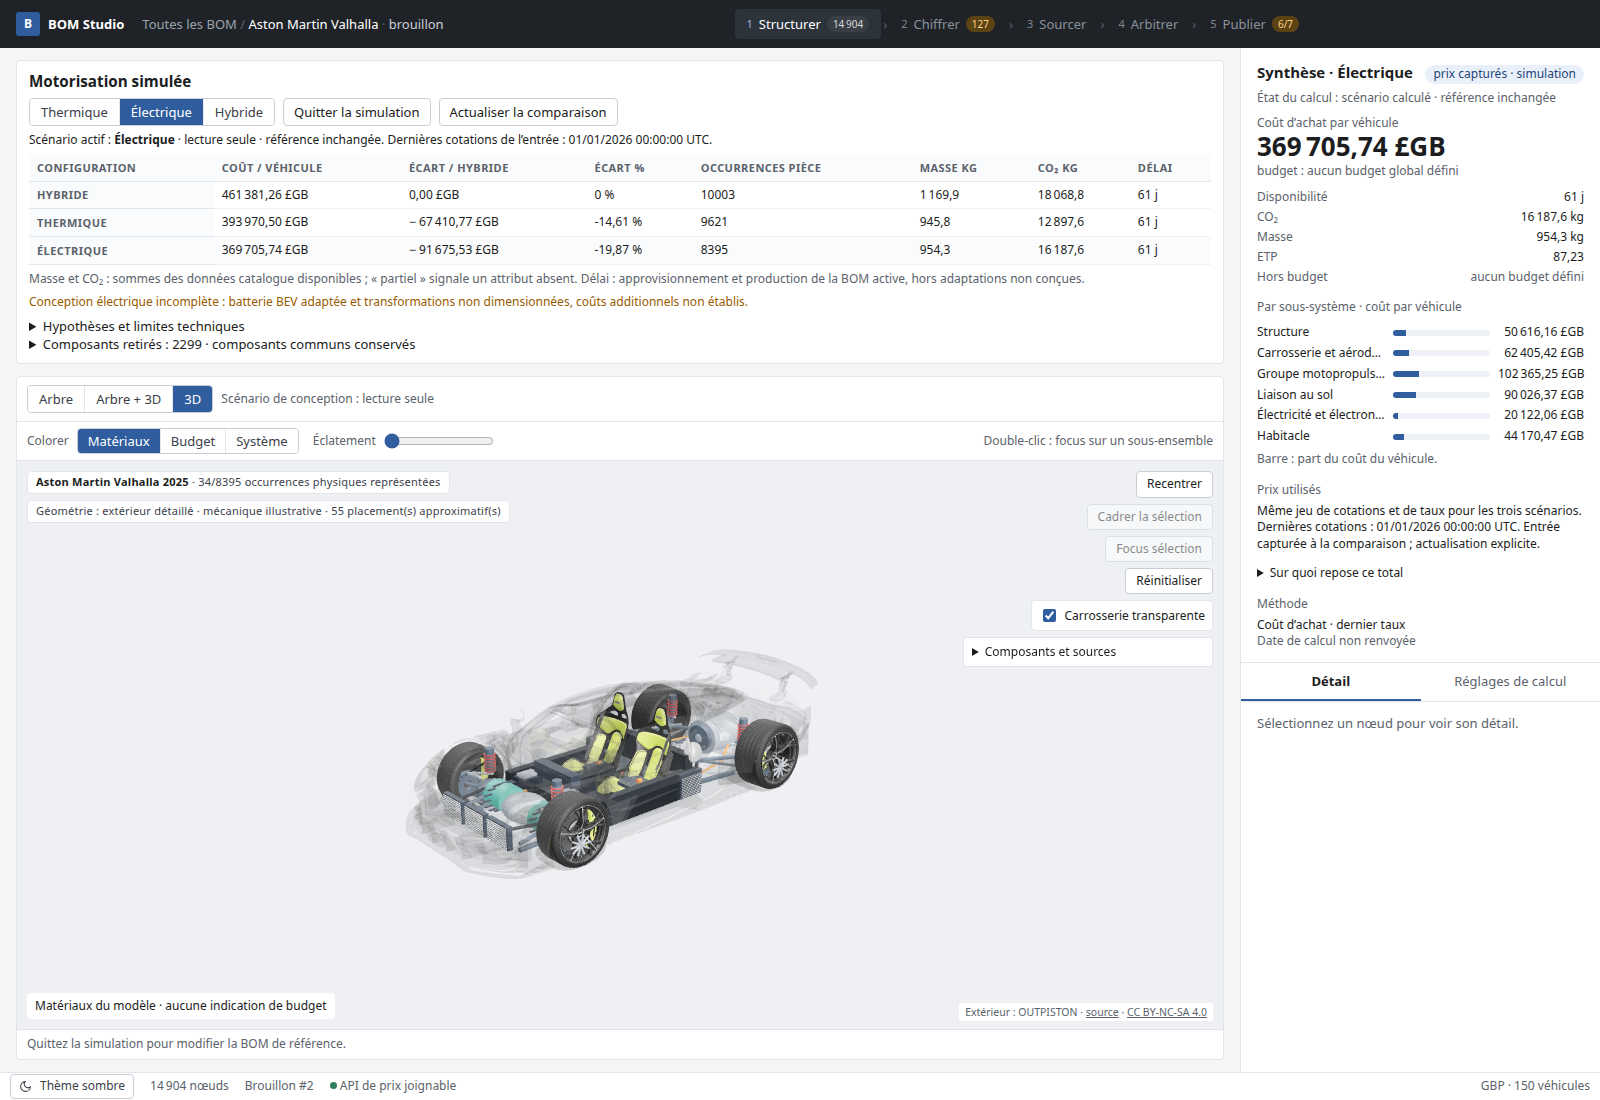 B BOM Studio Toutes les BOM / Aston Martin Valhalla · brouillon 1 Structurer 14 904 › 2 Chiffrer 127 › 3 Sourcer › 4 Arbitrer › 5 Publier 6/7
Motorisation simulée
Thermique Électrique Hybride Quitter la simulation Actualiser la comparaison
Scénario actif : Électrique · lecture seule · référence inchangée. Dernières cotations de l’entrée : 01/01/2026 00:00:00 UTC.
CONFIGURATION COÛT / VÉHICULE ÉCART / HYBRIDE ÉCART % OCCURRENCES PIÈCE MASSE KG CO₂ KG DÉLAI
HYBRIDE 461 381,26 £GB 0,00 £GB 0 % 10003 1 169,9 18 068,8 61 j
THERMIQUE 393 970,50 £GB − 67 410,77 £GB -14,61 % 9621 945,8 12 897,6 61 j
ÉLECTRIQUE 369 705,74 £GB − 91 675,53 £GB -19,87 % 8395 954,3 16 187,6 61 j
Masse et CO₂ : sommes des données catalogue disponibles ; « partiel » signale un attribut absent. Délai : approvisionnement et production de la BOM active, hors adaptations non conçues.
Conception électrique incomplète : batterie BEV adaptée et transformations non dimensionnées, coûts additionnels non établis.
▶ Hypothèses et limites techniques
▶ Composants retirés : 2299 · composants communs conservés
Arbre Arbre + 3D 3D Scénario de conception : lecture seule
Colorer Matériaux Budget Système Éclatement Double-clic : focus sur un sous-ensemble
Aston Martin Valhalla 2025 · 34/8395 occurrences physiques représentées
Géométrie : extérieur détaillé · mécanique illustrative · 55 placement(s) approximatif(s)
Recentrer
Cadrer la sélection
Focus sélection
Réinitialiser
Carrosserie transparente
▶ Composants et sources
Matériaux du modèle · aucune indication de budget
Extérieur : OUTPISTON · source · CC BY-NC-SA 4.0
Quittez la simulation pour modifier la BOM de référence.
Synthèse · Électrique prix capturés · simulation
État du calcul : scénario calculé · référence inchangée
Coût d’achat par véhicule
369 705,74 £GB
budget : aucun budget global défini
Disponibilité 61 j
CO₂ 16 187,6 kg
Masse 954,3 kg
ETP 87,23
Hors budget aucun budget défini
Par sous-système · coût par véhicule
Structure 50 616,16 £GB
Carrosserie et aérod... 62 405,42 £GB
Groupe motopropuls... 102 365,25 £GB
Liaison au sol 90 026,37 £GB
Électricité et électron... 20 122,06 £GB
Habitacle 44 170,47 £GB
Barre : part du coût du véhicule.
Prix utilisés
Même jeu de cotations et de taux pour les trois scénarios.
Dernières cotations : 01/01/2026 00:00:00 UTC. Entrée
capturée à la comparaison ; actualisation explicite.
▶ Sur quoi repose ce total
Méthode
Coût d’achat · dernier taux
Date de calcul non renvoyée
Détail Réglages de calcul
Sélectionnez un nœud pour voir son détail.
Thème sombre 14 904 nœuds Brouillon #2 API de prix joignable GBP · 150 véhicules